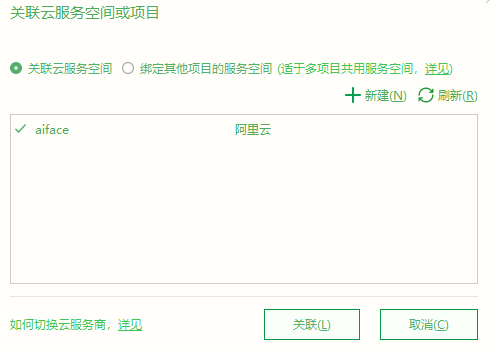 关联云服务空间或项目
关联云服务空间 绑定其他项目的服务空间 (适于多项目共用服务空间，详见)
新建(N) 刷新(R)
aiface 阿里云
如何切换云服务商，详见 关联(L) 取消(C)